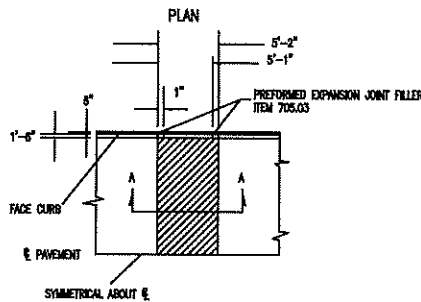 PLAN
5'-2"
5'-1"
1"
PREFORMED EXPANSION JOINT FILLER
ITEM 705.03
6"
1'-6"
A A
FACE CURB
℄ PAVEMENT
SYMMETRICAL ABOUT ℄